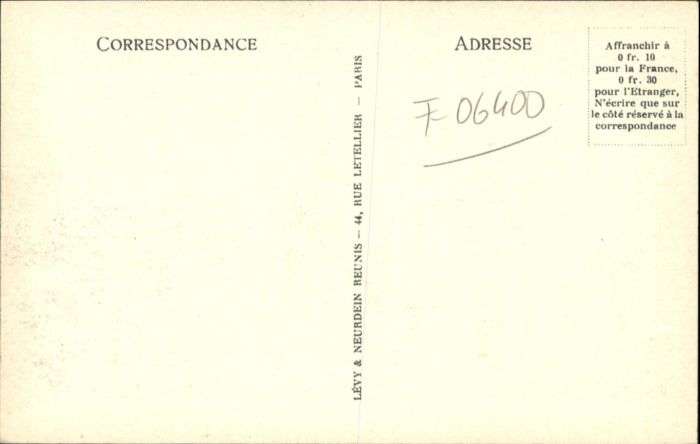 CORRESPONDANCE
LÉVY & NEURDEIN REUNIS — 44, RUE LETELLIER — PARIS
ADRESSE
F 06400
Affranchir à
0 fr. 10
pour la France,
0 fr. 30
pour l'Etranger,
N'écrire que sur
le côté réservé à la
correspondance